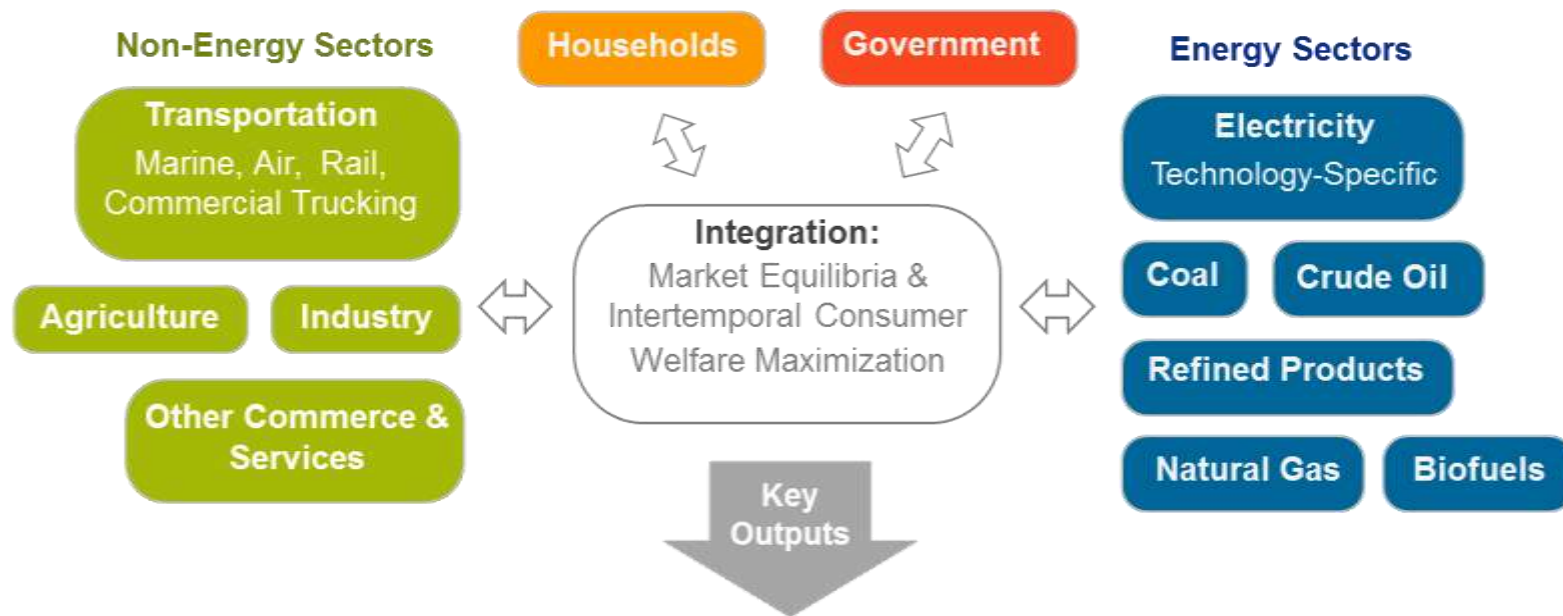 Non-Energy Sectors
Transportation
Marine, Air, Rail,
Commercial Trucking
Agriculture
Industry
Other Commerce &
Services
Households
Government
Integration:
Market Equilibria &
Intertemporal Consumer
Welfare Maximization
Key
Outputs
Energy Sectors
Electricity
Technology-Specific
Coal
Crude Oil
Refined Products
Natural Gas
Biofuels